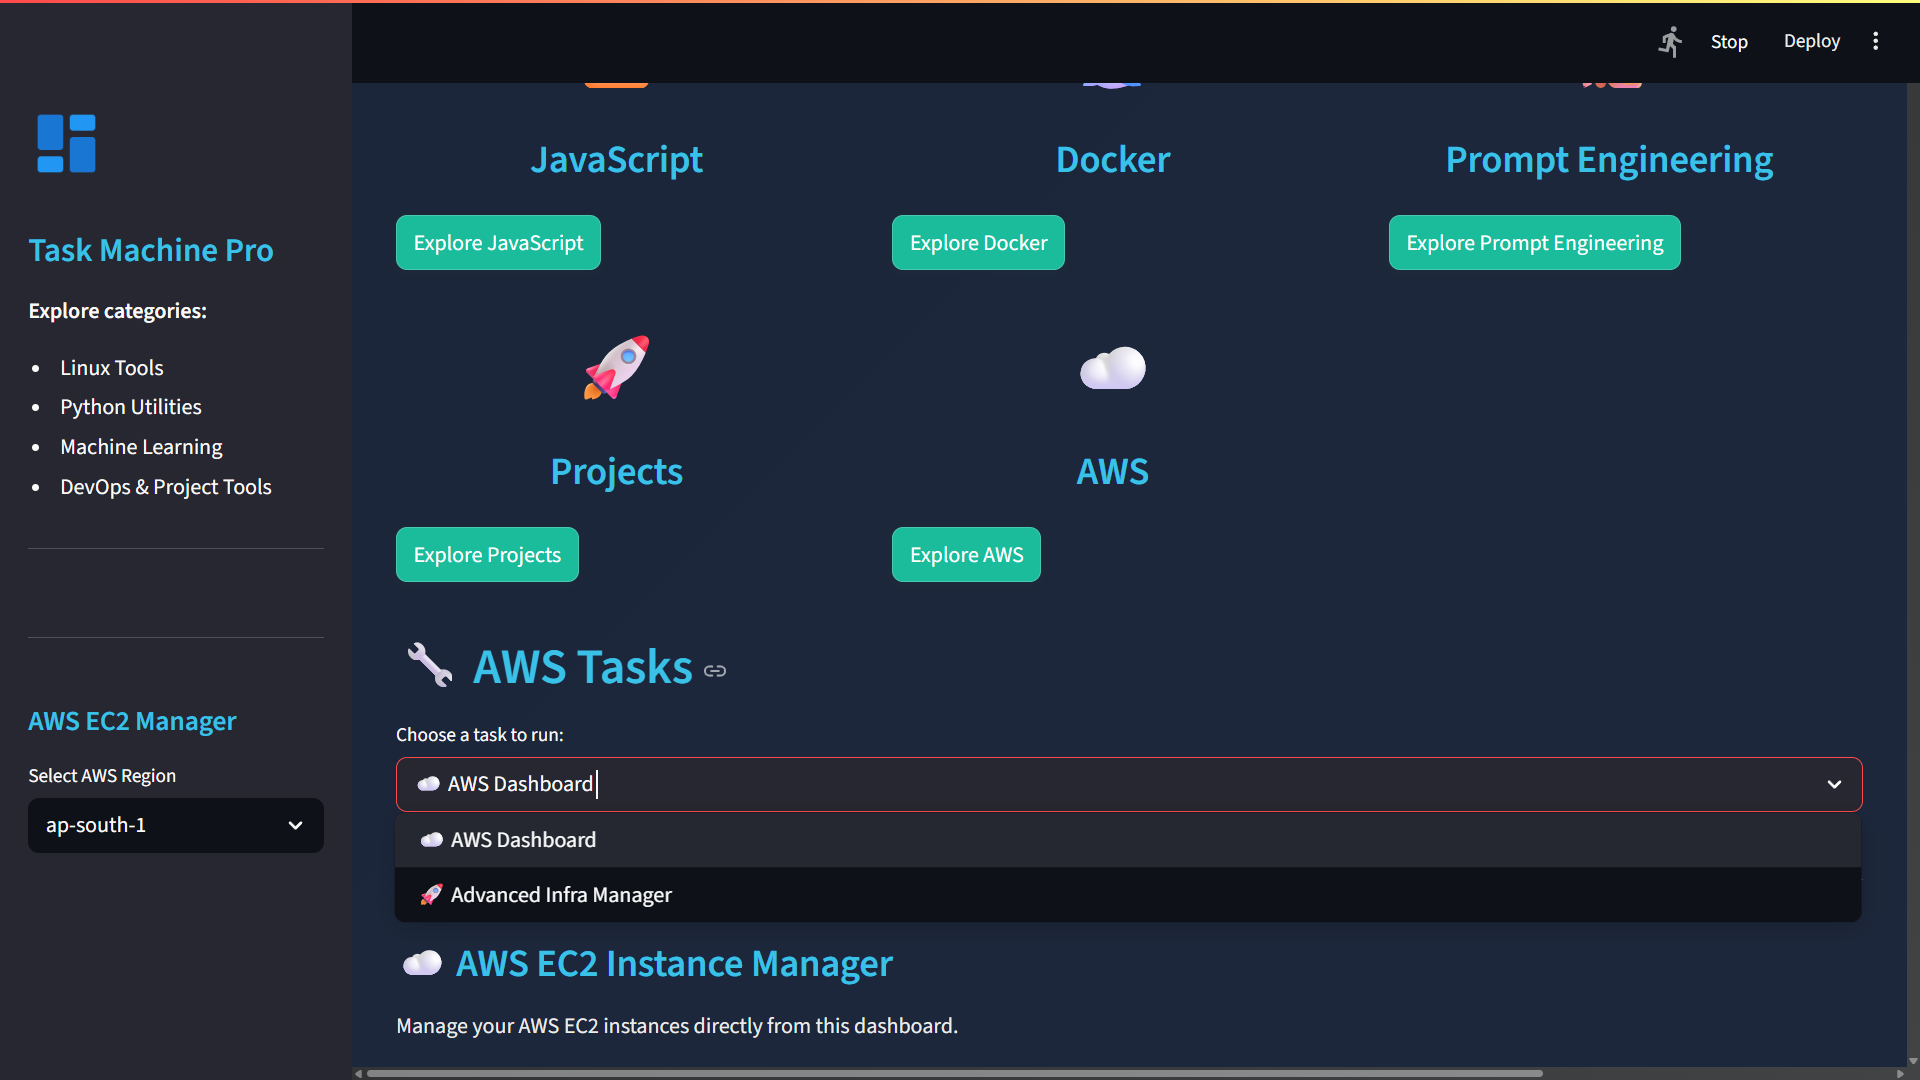 Stop
Deploy
Task Machine Pro
Explore categories:
Linux Tools
Python Utilities
Machine Learning
DevOps & Project Tools
AWS EC2 Manager
Select AWS Region
ap-south-1
JavaScript
Docker
Prompt Engineering
Explore JavaScript
Explore Docker
Explore Prompt Engineering
Projects
AWS
Explore Projects
Explore AWS
AWS Tasks
Choose a task to run:
AWS Dashboard
AWS Dashboard
Advanced Infra Manager
AWS EC2 Instance Manager
Manage your AWS EC2 instances directly from this dashboard.